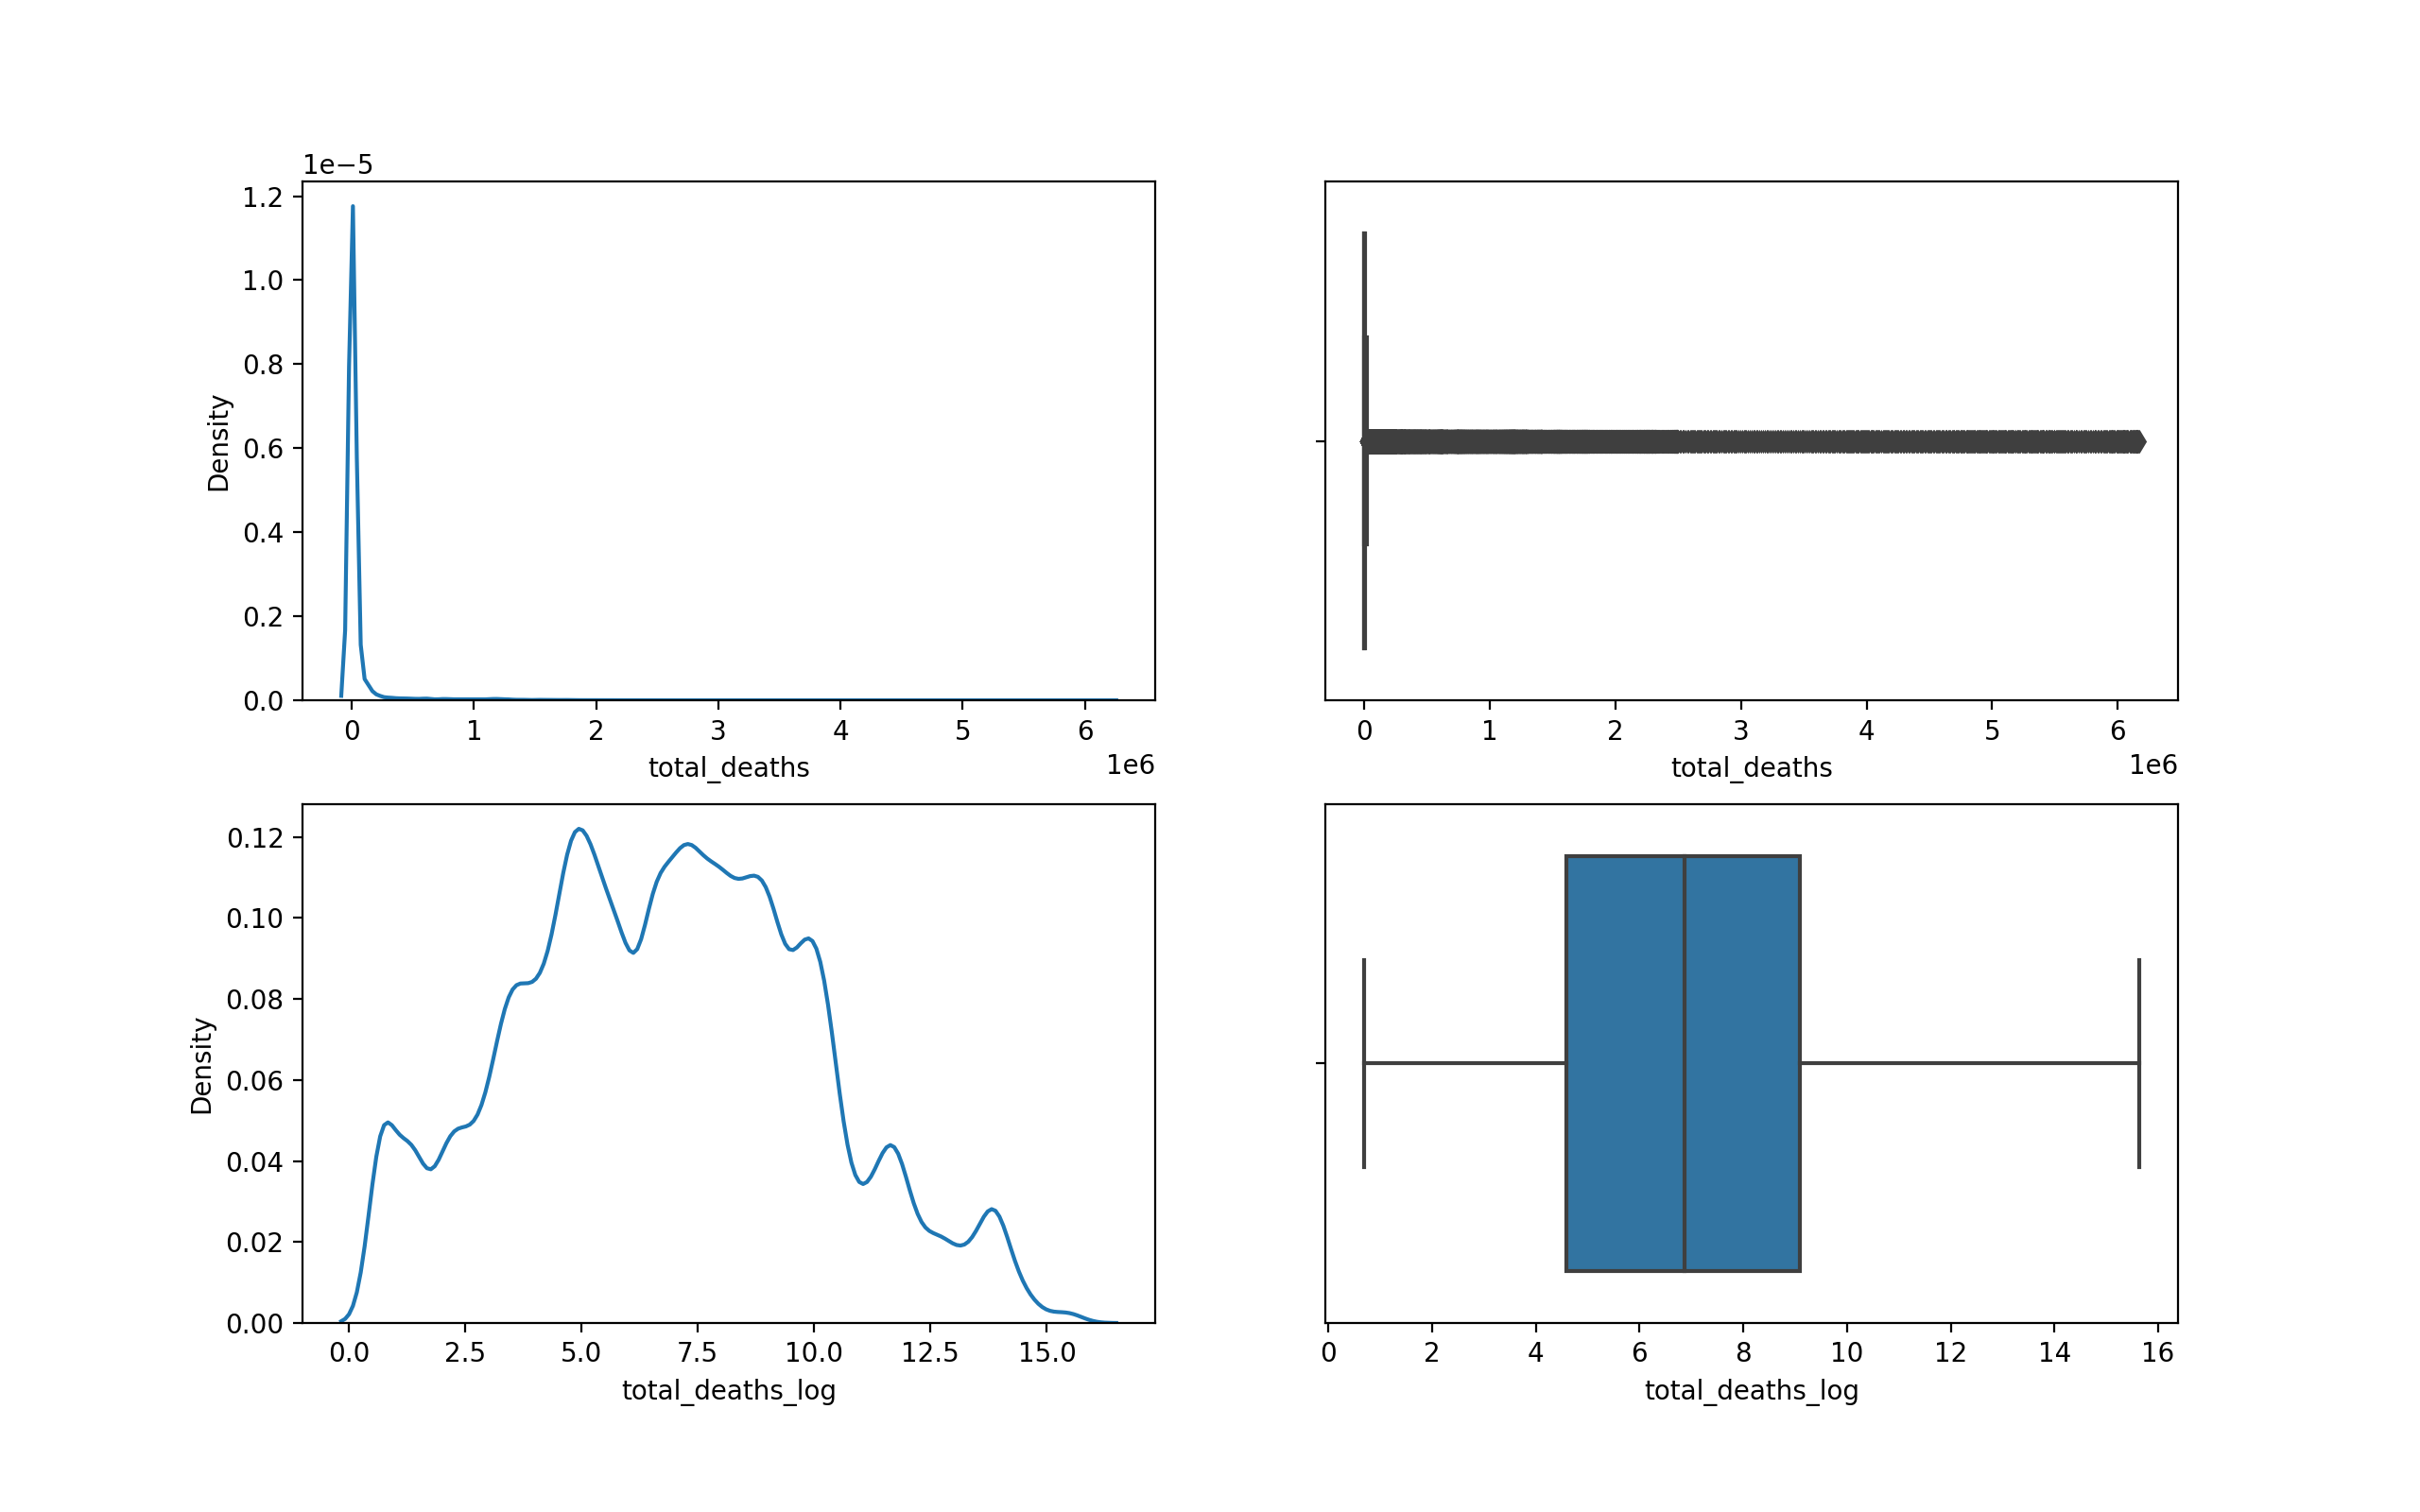 1e−5
1.2
1.0
0.8
0.6
0.4
0.2
0.0
Density
0 1 2 3 4 5 6
total_deaths
1e6
0 1 2 3 4 5 6
total_deaths
1e6
0.12
0.10
0.08
0.06
0.04
0.02
0.00
Density
0.0 2.5 5.0 7.5 10.0 12.5 15.0
total_deaths_log
0 2 4 6 8 10 12 14 16
total_deaths_log